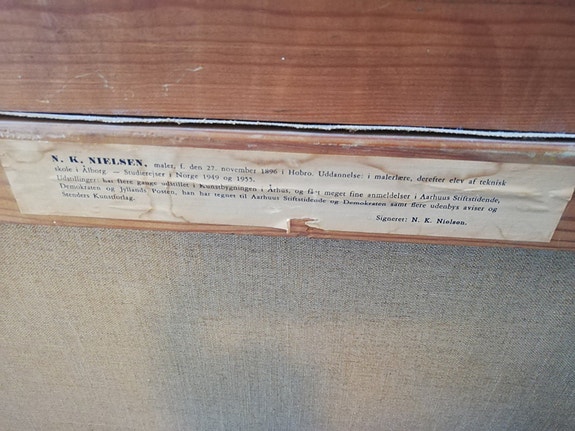 N. K. NIELSEN, maler, f. den 27. november 1896 i Hobro. Uddannelse: i malerlære, derefter elev af teknisk
skole i Ålborg. — Studierejser i Norge 1949 og 1955.
Udstillinger: har flere gange udstillet i Kunstbygningen i Århus, og fået meget fine anmeldelser i Aarhuus Stiftstidende,
Demokraten og Jyllands Posten, han har tegnet til Aarhuus Stiftstidende og Demokraten samt flere udenbys aviser og
Stenders Kunstforlag.
Signeret: N. K. Nielsen.